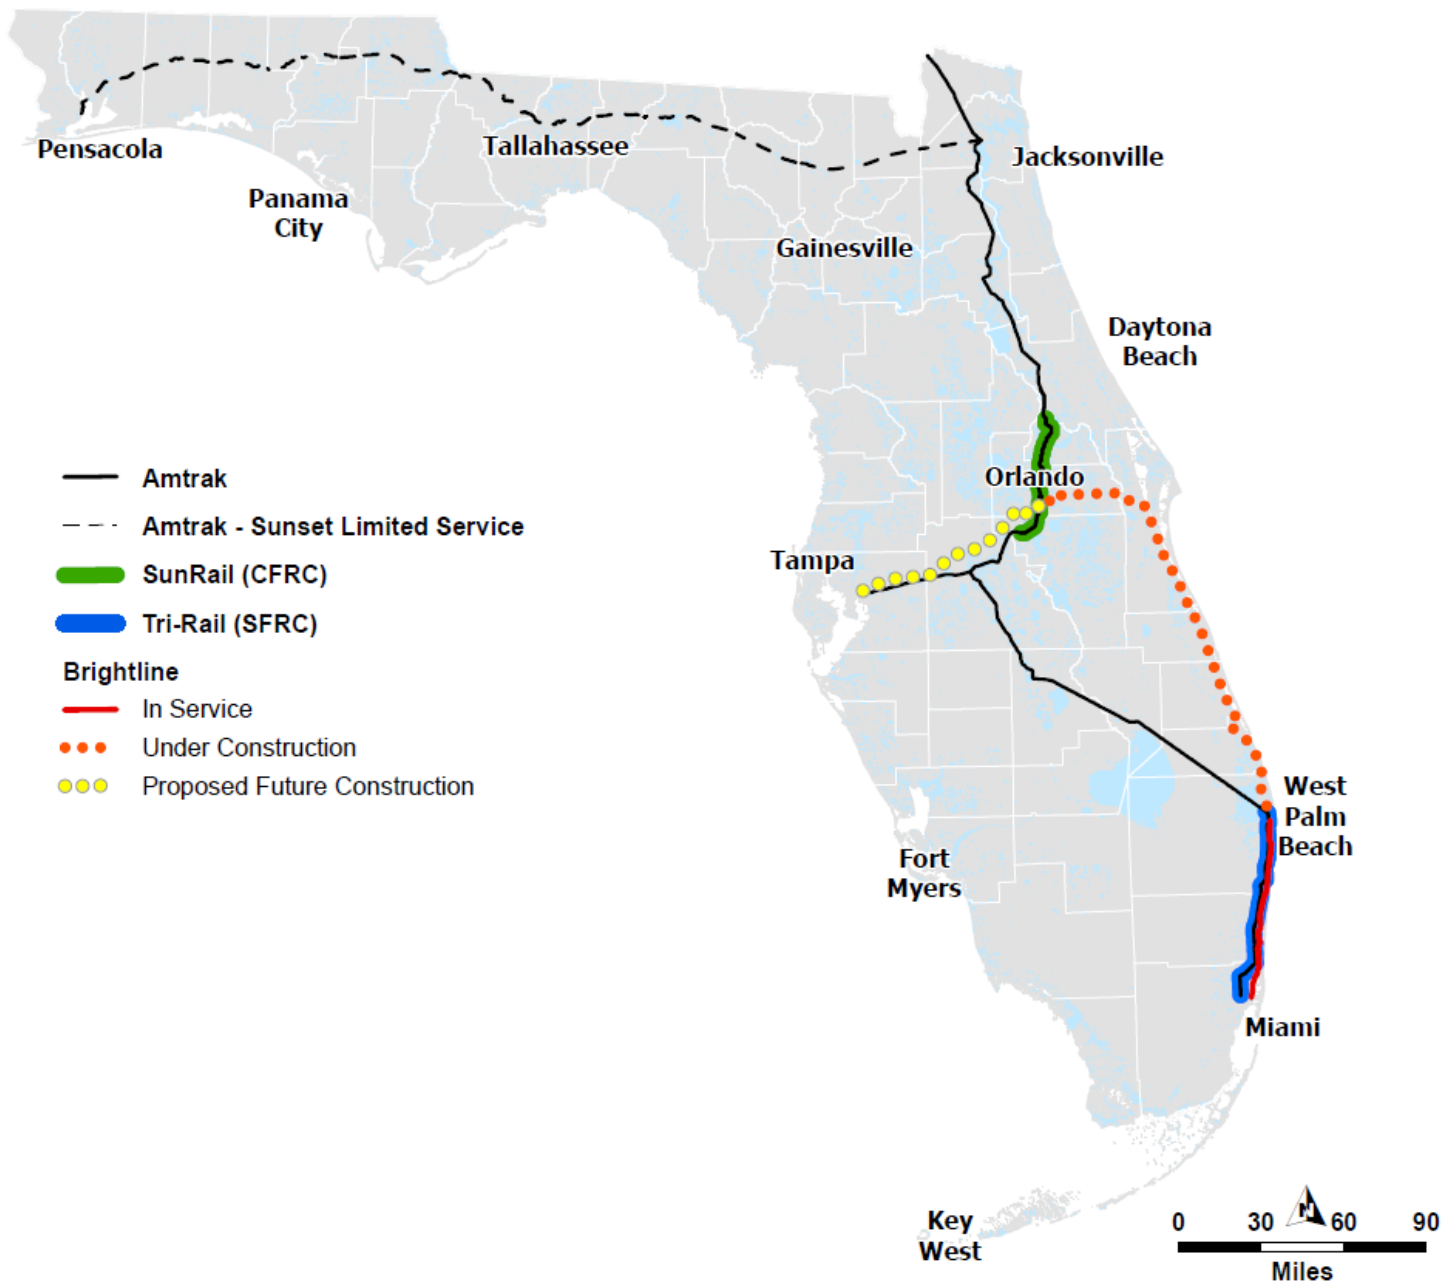 Pensacola
Tallahassee
Jacksonville
Panama
City
Gainesville
Daytona
Beach
Orlando
Tampa
Amtrak
Amtrak - Sunset Limited Service
SunRail (CFRC)
Tri-Rail (SFRC)
Brightline
In Service
Under Construction
Proposed Future Construction
West
Palm
Beach
Fort
Myers
Miami
Key
West
N
0 30 60 90
Miles